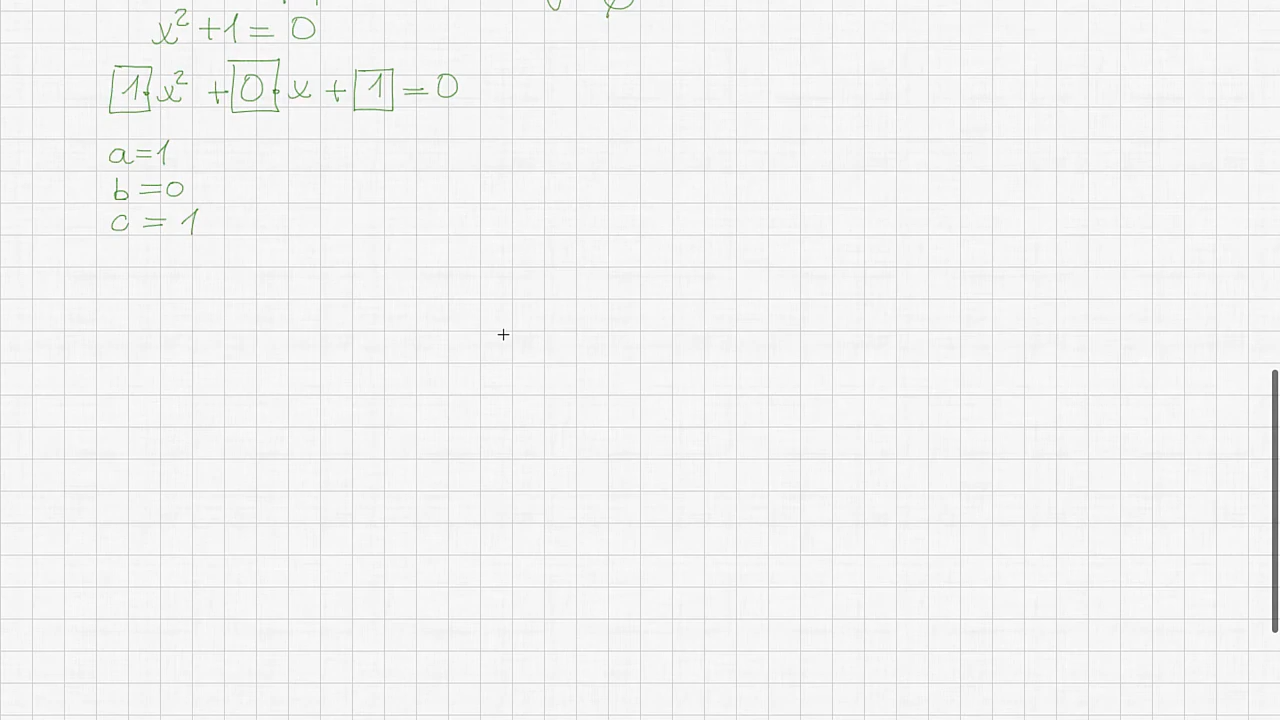 x² + 1 = 0
1·x² + 0·x + 1 = 0
a = 1
b = 0
c = 1